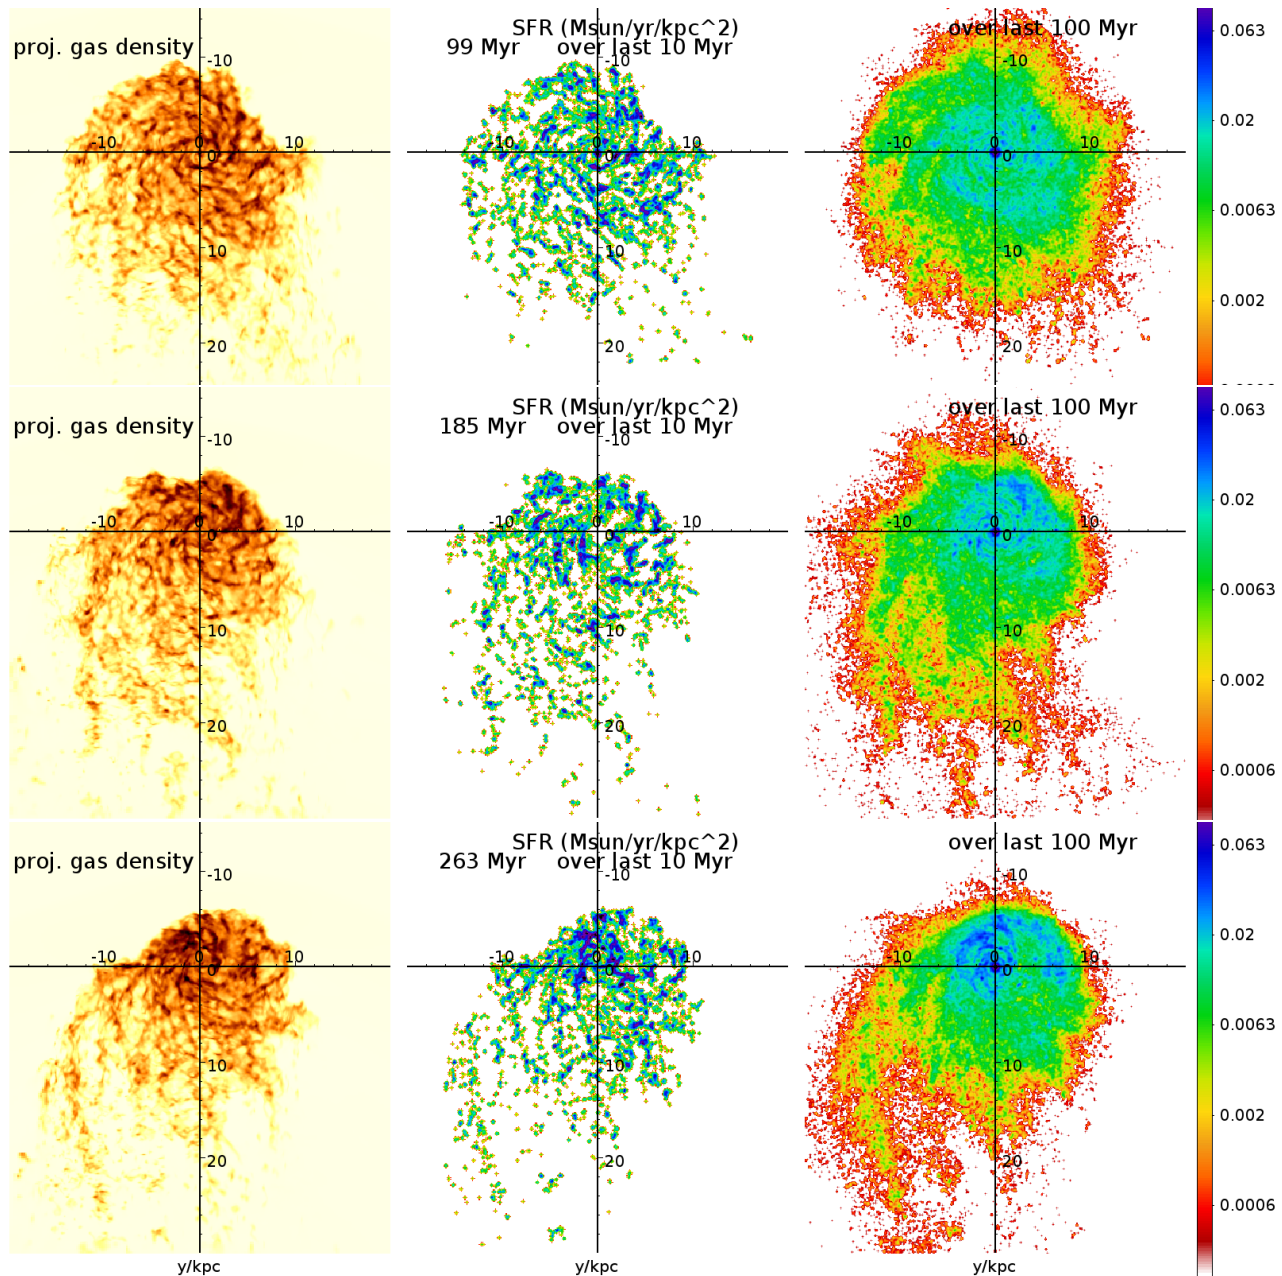 SFR (Msun/yr/kpc^2)
proj. gas density 99 Myr over last 10 Myr over last 100 Myr
-10 -10 -10 0.063
-10 0 10 -10 0 10 -10 0 10 0.02
0 0 0
10 10 10 0.0063
20 20 20 0.002
SFR (Msun/yr/kpc^2) over last 100 Myr 0.063
proj. gas density 185 Myr over last 10 Myr
-10 -10 -10
-10 0 10 -10 0 10 -10 0 10 0.02
0 0 0
10 10 10 0.0063
20 20 20 0.002
0.0006
SFR (Msun/yr/kpc^2) over last 100 Myr 0.063
proj. gas density 263 Myr over last 10 Myr
-10 -10 -10
-10 0 10 -10 0 10 10 0 10 0.02
0 0 0
10 10 10 0.0063
20 20 20 0.002
0.0006
y/kpc y/kpc